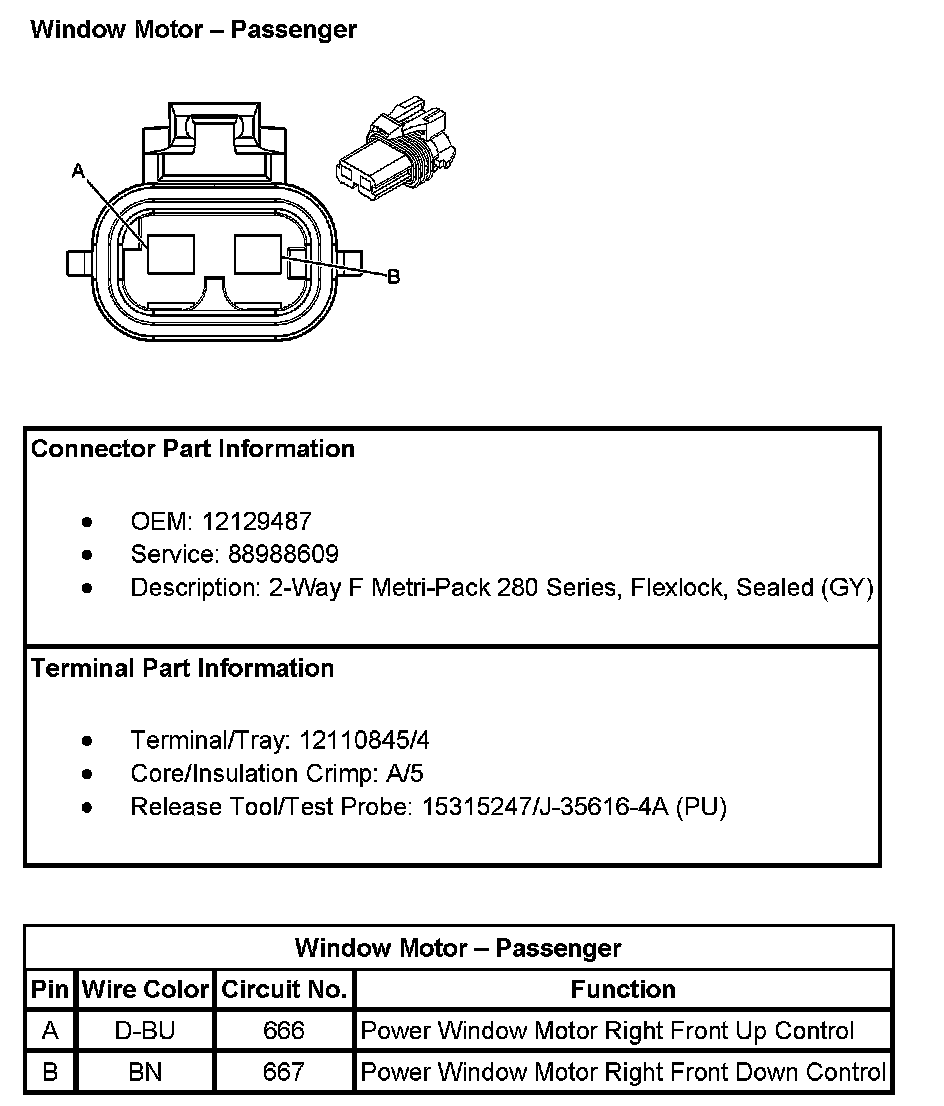 Window Motor – Passenger
A
B
Connector Part Information
• OEM: 12129487
• Service: 88988609
• Description: 2-Way F Metri-Pack 280 Series, Flexlock, Sealed (GY)
Terminal Part Information
• Terminal/Tray: 12110845/4
• Core/Insulation Crimp: A/5
• Release Tool/Test Probe: 15315247/J-35616-4A (PU)
Window Motor – Passenger
Pin Wire Color Circuit No. Function
A D-BU 666 Power Window Motor Right Front Up Control
B BN 667 Power Window Motor Right Front Down Control